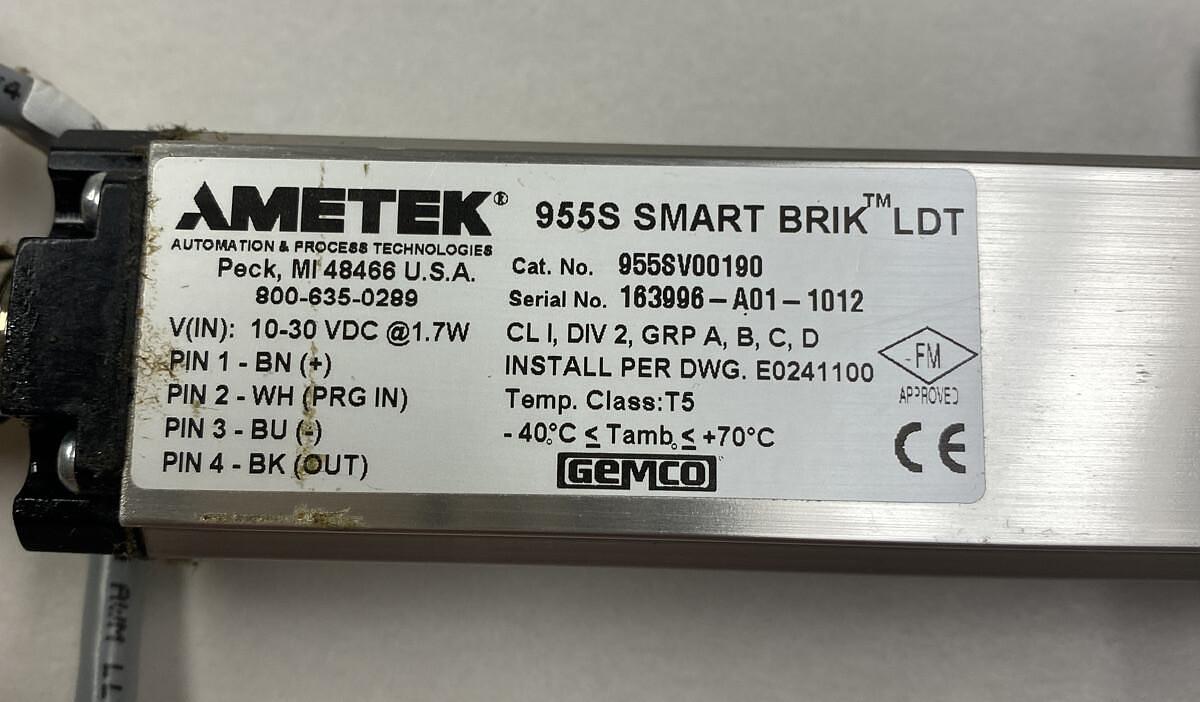 AMETEK®
AUTOMATION & PROCESS TECHNOLOGIES
Peck, MI 48466 U.S.A.
800-635-0289
V(IN): 10-30 VDC @1.7W
PIN 1 - BN (+)
PIN 2 - WH (PRG IN)
PIN 3 - BU (-)
PIN 4 - BK (OUT)
955S SMART BRIK™ LDT
Cat. No. 955SV00190
Serial No. 163996-A01-1012
CL I, DIV 2, GRP A, B, C, D
INSTALL PER DWG. E0241100
Temp. Class:T5
-40°C ≤ Tamb. ≤ +70°C
GEMCO
FM
APPROVED
CE
AWM